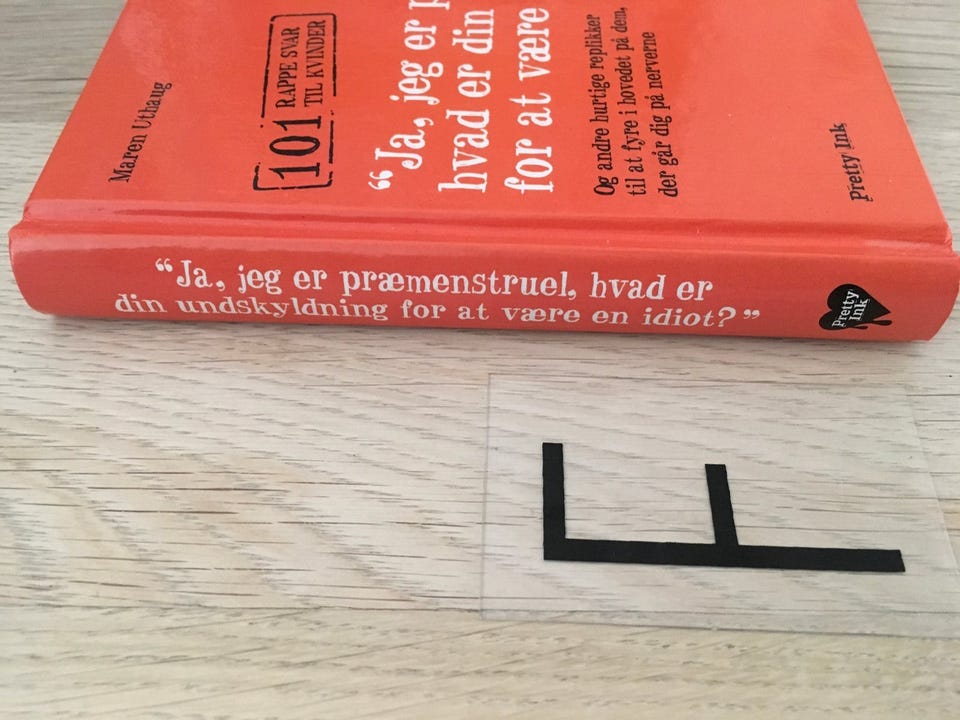 Maren Uthaug
101 RAPPE SVAR
TIL KVINDER
“Ja, jeg er
hvad er din
for at være
Og andre hurtige replikker
til at fyre i hovedet på dem,
der går dig på nerverne
Pretty Ink
“Ja, jeg er præmenstruel, hvad er
din undskyldning for at være en idiot?”
Pretty
Ink
F